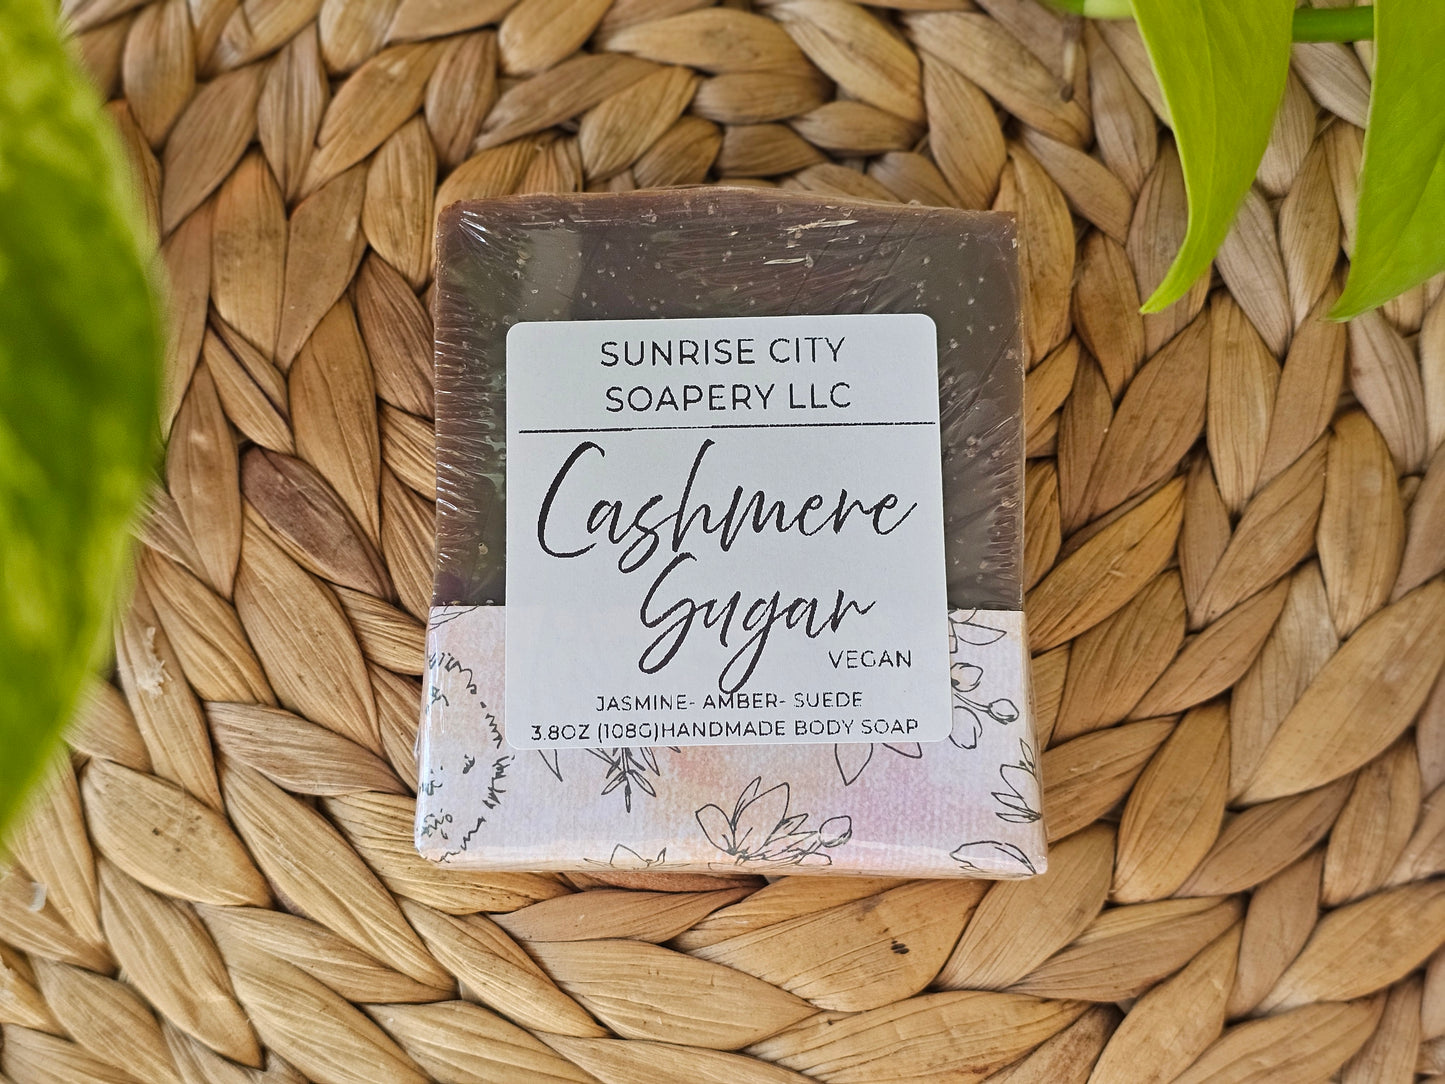 SUNRISE CITY
SOAPERY LLC
Cashmere
Sugar
VEGAN
JASMINE- AMBER- SUEDE
3.8OZ (108G)HANDMADE BODY SOAP